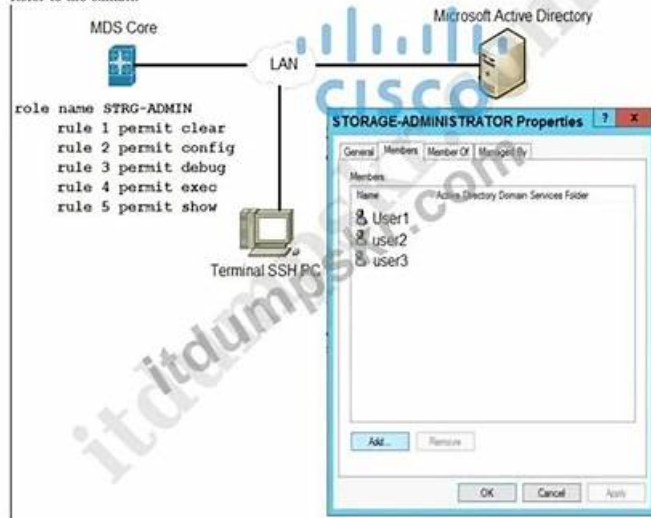 MDS Core
Microsoft Active Directory
LAN
CISCO
role name STRG-ADMIN
rule 1 permit clear
rule 2 permit config
rule 3 permit debug
rule 4 permit exec
rule 5 permit show
Terminal SSH PC
STORAGE-ADMINISTRATOR Properties ? X
General Members Member Of Managed By
Members:
Name Active Directory Domain Services Folder
User1
user2
user3
Add... Remove
OK Cancel Apply
itdumpskr.com